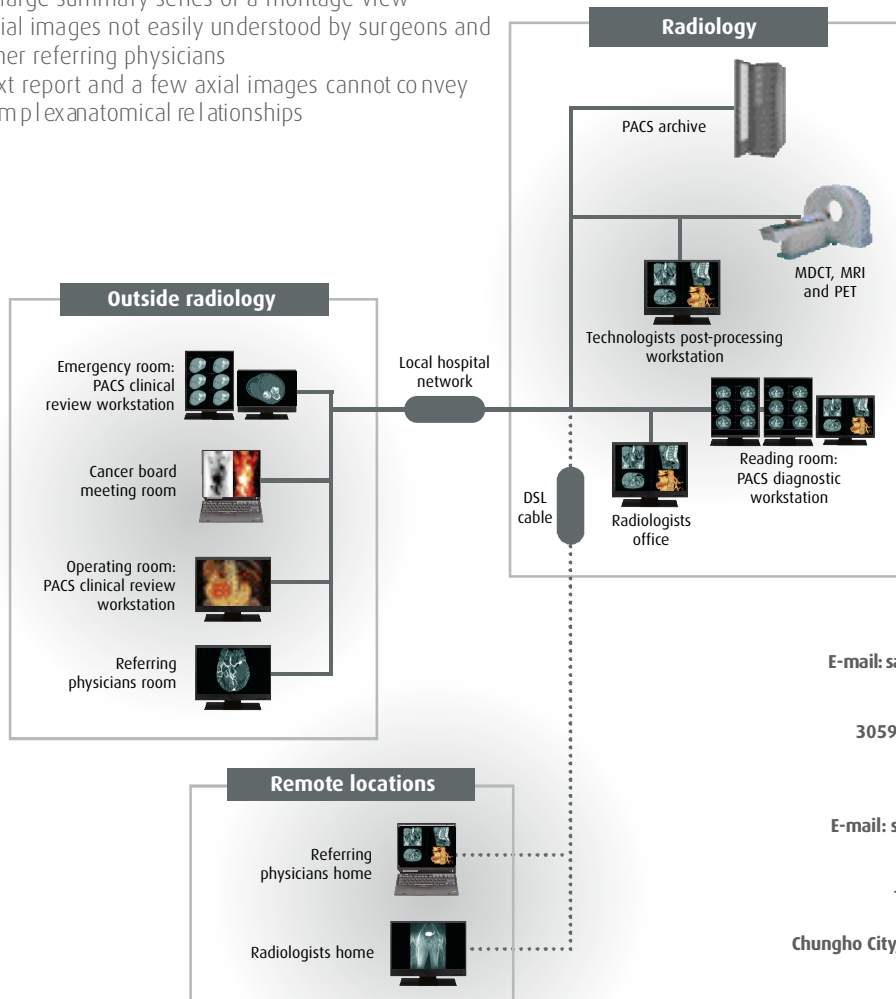 large summary series or a montage view
ial images not easily understood by surgeons and
her referring physicians
xt report and a few axial images cannot convey
mplexanatomical relationships
Radiology
PACS archive
MDCT, MRI
and PET
Technologists post-processing
workstation
Outside radiology
Emergency room:
PACS clinical
review workstation
Local hospital
network
Cancer board
meeting room
Reading room:
PACS diagnostic
workstation
DSL
cable
Radiologists
office
Operating room:
PACS clinical review
workstation
Referring
physicians room
E-mail: sa
3059
Remote locations
E-mail: s
Referring
physicians home
Chungho City,
Radiologists home